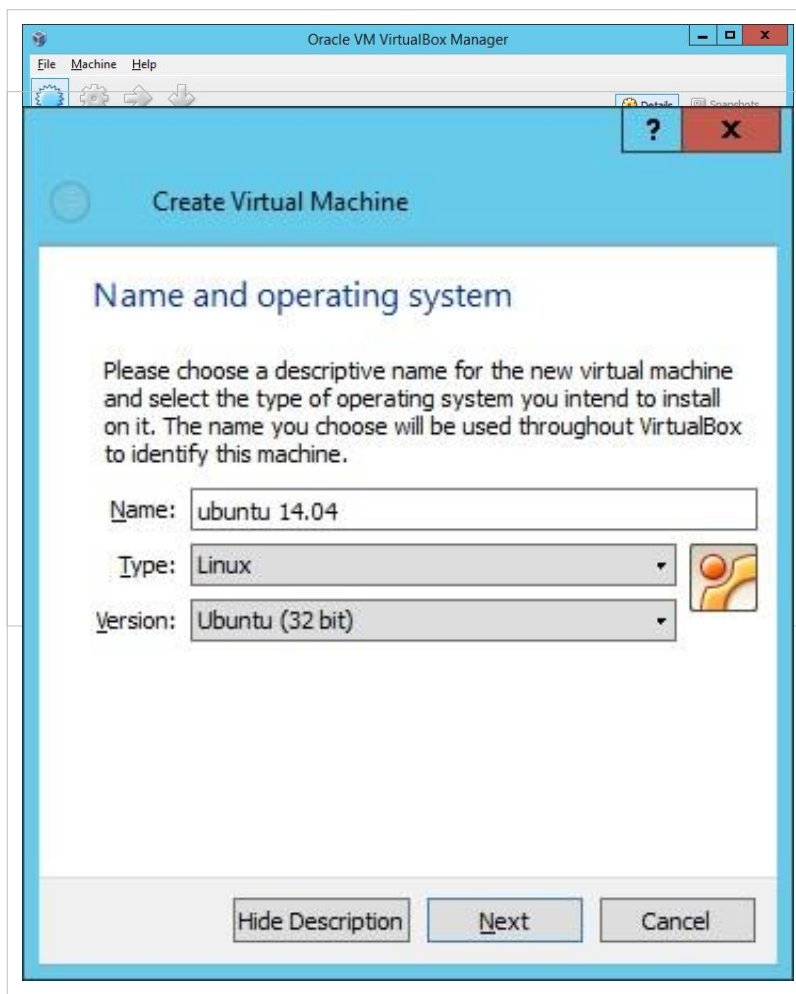 Oracle VM VirtualBox Manager
File Machine Help
Details Snapshots
?
Create Virtual Machine
Name and operating system
Please choose a descriptive name for the new virtual machine
and select the type of operating system you intend to install
on it. The name you choose will be used throughout VirtualBox
to identify this machine.
Name: ubuntu 14.04
Type: Linux
Version: Ubuntu (32 bit)
Hide Description Next Cancel